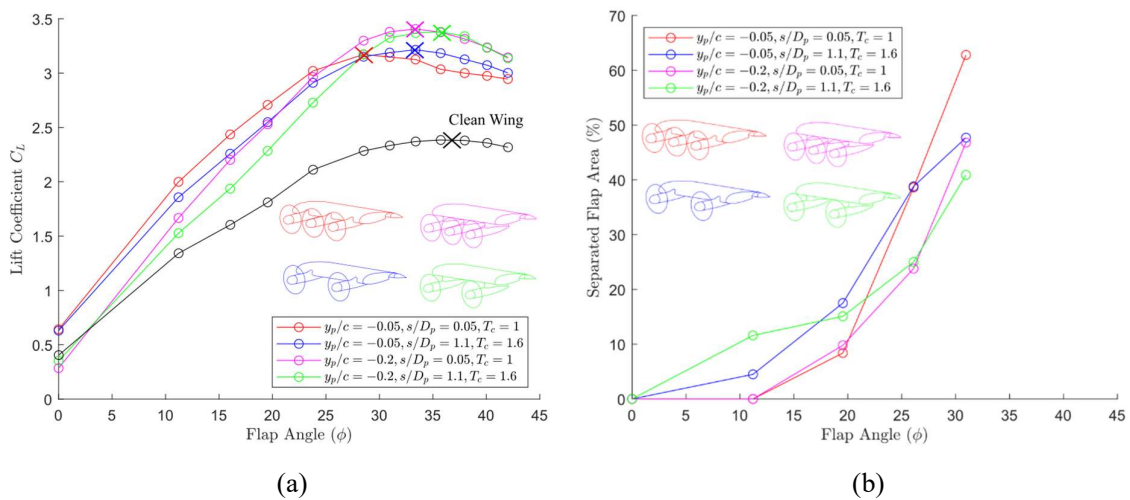 3.5
3
2.5
2
1.5
1
0.5
0
Lift Coefficient C_L
Clean Wing
y_p/c = −0.05, s/D_p = 0.05, T_c = 1
y_p/c = −0.05, s/D_p = 1.1, T_c = 1.6
y_p/c = −0.2, s/D_p = 0.05, T_c = 1
y_p/c = −0.2, s/D_p = 1.1, T_c = 1.6
0 5 10 15 20 25 30 35 40 45
Flap Angle (ϕ)
(a)
70
60
50
40
30
20
10
0
Separated Flap Area (%)
y_p/c = −0.05, s/D_p = 0.05, T_c = 1
y_p/c = −0.05, s/D_p = 1.1, T_c = 1.6
y_p/c = −0.2, s/D_p = 0.05, T_c = 1
y_p/c = −0.2, s/D_p = 1.1, T_c = 1.6
0 5 10 15 20 25 30 35 40 45
Flap Angle (ϕ)
(b)